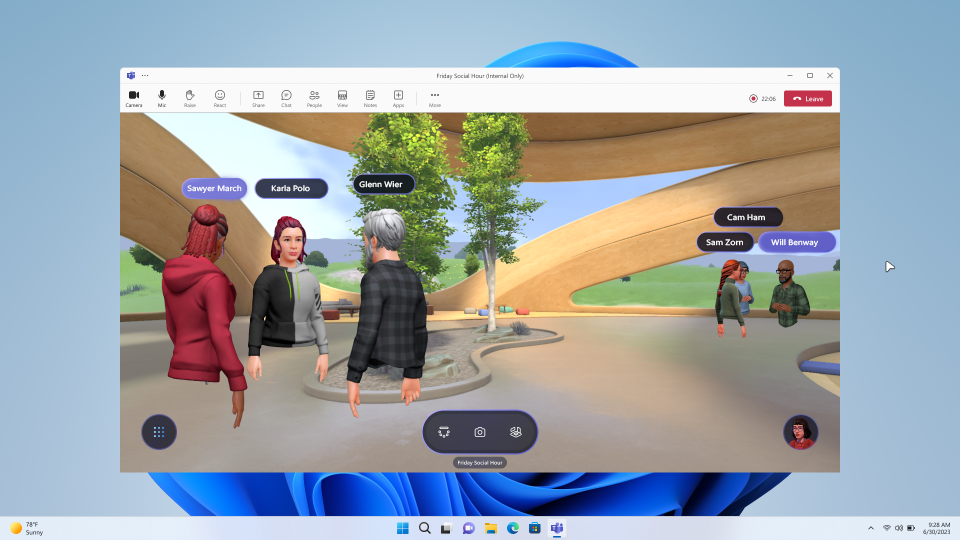 Friday Social Hour (Internal Only)
Camera Mic Raise React Share Chat People View Notes Apps More 22:06 Leave
Sawyer March Karla Polo Glenn Wier
Cam Ham
Sam Zorn Will Benway
Friday Social Hour
78°F
Sunny
9:28 AM
6/30/2023